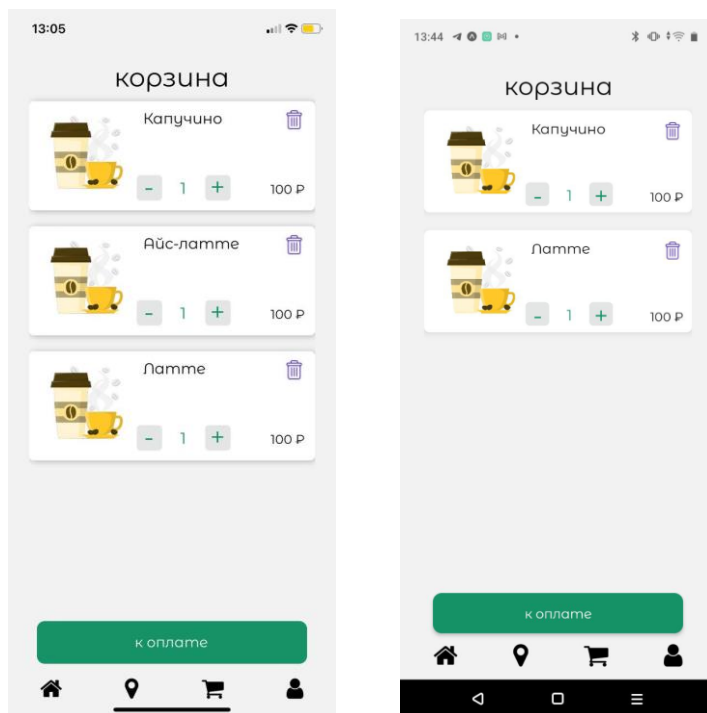 13:05
корзина
Капучино
- 1 +
100 ₽
Айс-латте
- 1 +
100 ₽
Латте
- 1 +
100 ₽
к оплате
13:44
корзина
Капучино
- 1 +
100 ₽
Латте
- 1 +
100 ₽
к оплате